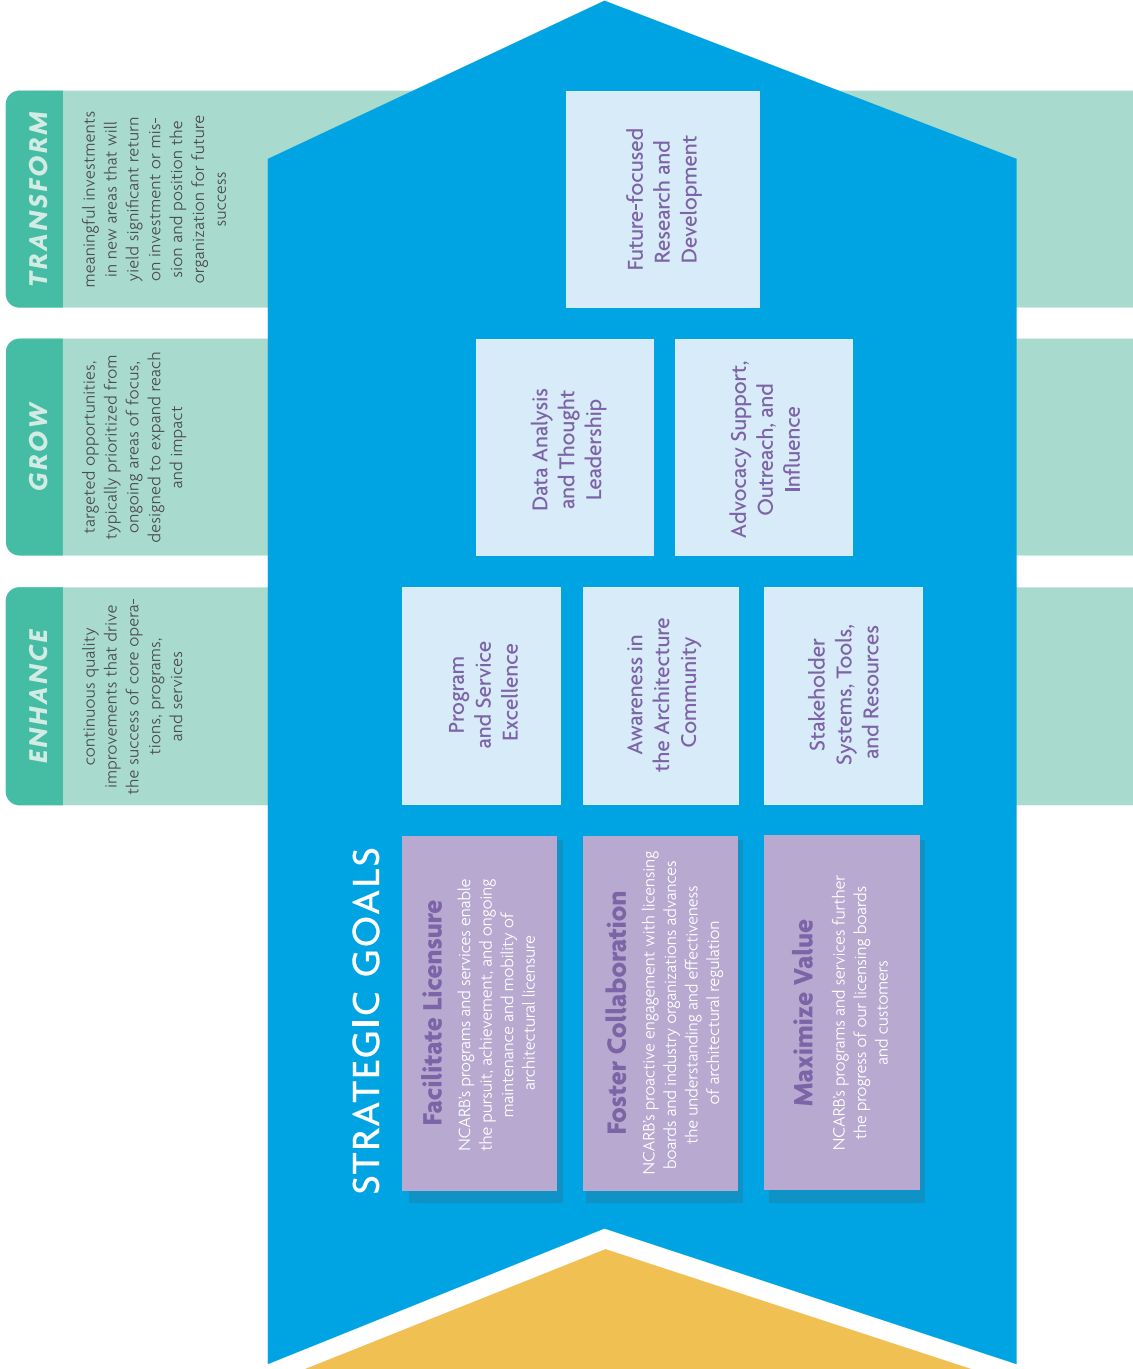 ENHANCE
continuous quality
improvements that drive
the success of core opera-
tions, programs,
and services
GROW
targeted opportunities,
typically prioritized from
ongoing areas of focus,
designed to expand reach
and impact
TRANSFORM
meaningful investments
in new areas that will
yield significant return
on investment or mis-
sion and position the
organization for future
success
STRATEGIC GOALS
Facilitate Licensure
NCARB's programs and services enable
the pursuit, achievement, and ongoing
maintenance and mobility of
architectural licensure
Program
and Service
Excellence
Data Analysis
and Thought
Leadership
Foster Collaboration
NCARB's proactive engagement with licensing
boards and industry organizations advances
the understanding and effectiveness
of architectural regulation
Awareness in
the Architecture
Community
Future-focused
Research and
Development
Advocacy Support,
Outreach, and
Influence
Maximize Value
NCARB's programs and services further
the progress of our licensing boards
and customers
Stakeholder
Systems, Tools,
and Resources